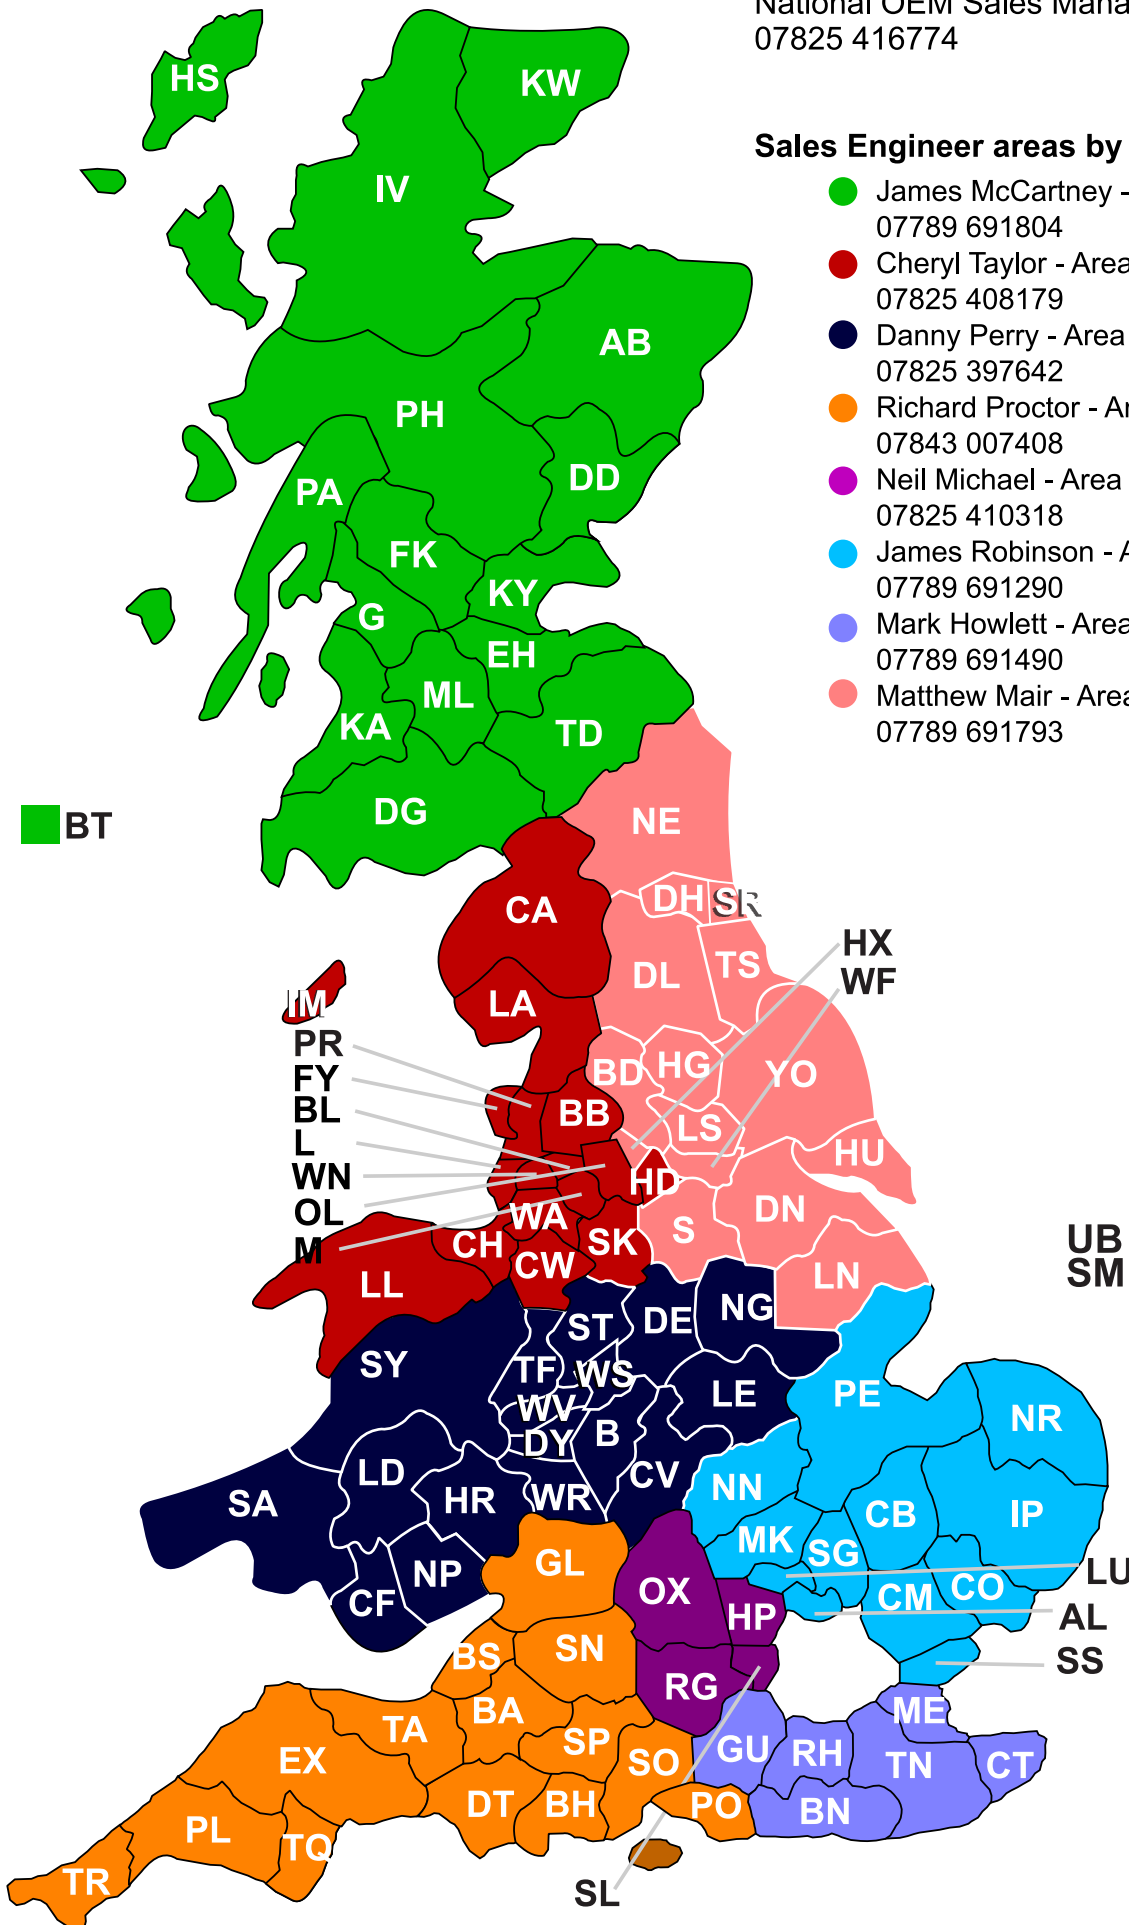 National OEM Sales Mana
07825 416774
Sales Engineer areas by
James McCartney -
07789 691804
Cheryl Taylor - Area
07825 408179
Danny Perry - Area
07825 397642
Richard Proctor - Ar
07843 007408
Neil Michael - Area
07825 410318
James Robinson - A
07789 691290
Mark Howlett - Area
07789 691490
Matthew Mair - Area
07789 691793
HS
KW
IV
AB
PH
DD
PA
FK
KY
G
EH
ML
KA
TD
DG
BT
NE
DH
SR
CA
DL
TS
HX
WF
IM
LA
PR
FY
BL
L
WN
OL
M
BD
HG
YO
BB
LS
HU
HD
WA
S
DN
CH
SK
CW
LL
LN
UB
SM
ST
DE
NG
SY
TF
WS
LE
PE
WV
B
DY
NR
LD
CV
NN
SA
HR
WR
CB
IP
MK
SG
GL
NP
CF
OX
HP
CM
CO
LU
AL
SS
BS
SN
RG
ME
BA
TA
SP
SO
GU
RH
TN
CT
EX
DT
BH
PO
BN
PL
TQ
TR
SL